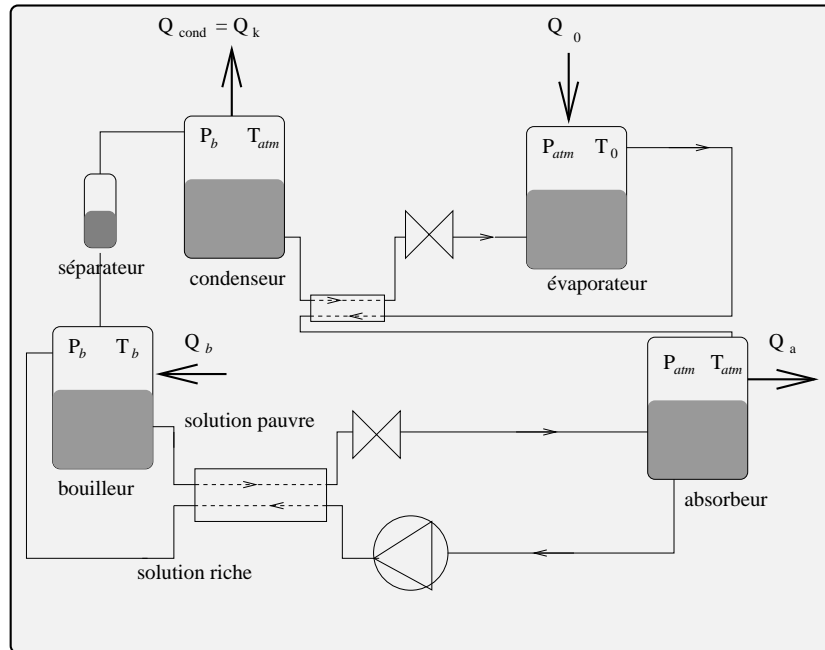 Q cond = Q k
Q 0
P b T atm
P atm T 0
séparateur
condenseur
évaporateur
P b T b
Q b
P atm T atm
Q a
solution pauvre
bouilleur
absorbeur
solution riche